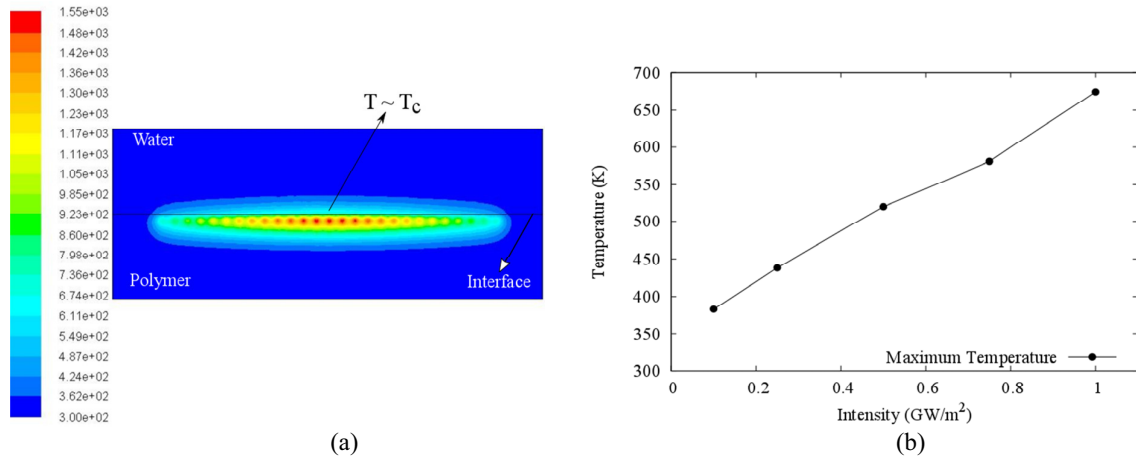 1.55e+03
1.48e+03
1.42e+03
1.36e+03
1.30e+03
1.23e+03
1.17e+03
1.11e+03
1.05e+03
9.85e+02
9.23e+02
8.60e+02
7.98e+02
7.36e+02
6.74e+02
6.11e+02
5.49e+02
4.87e+02
4.24e+02
3.62e+02
3.00e+02
T ~ Tc
Water
Polymer
Interface
(a)
700
650
600
550
500
450
400
350
300
Temperature (K)
Maximum Temperature
0
0.2
0.4
0.6
0.8
1
Intensity (GW/m²)
(b)